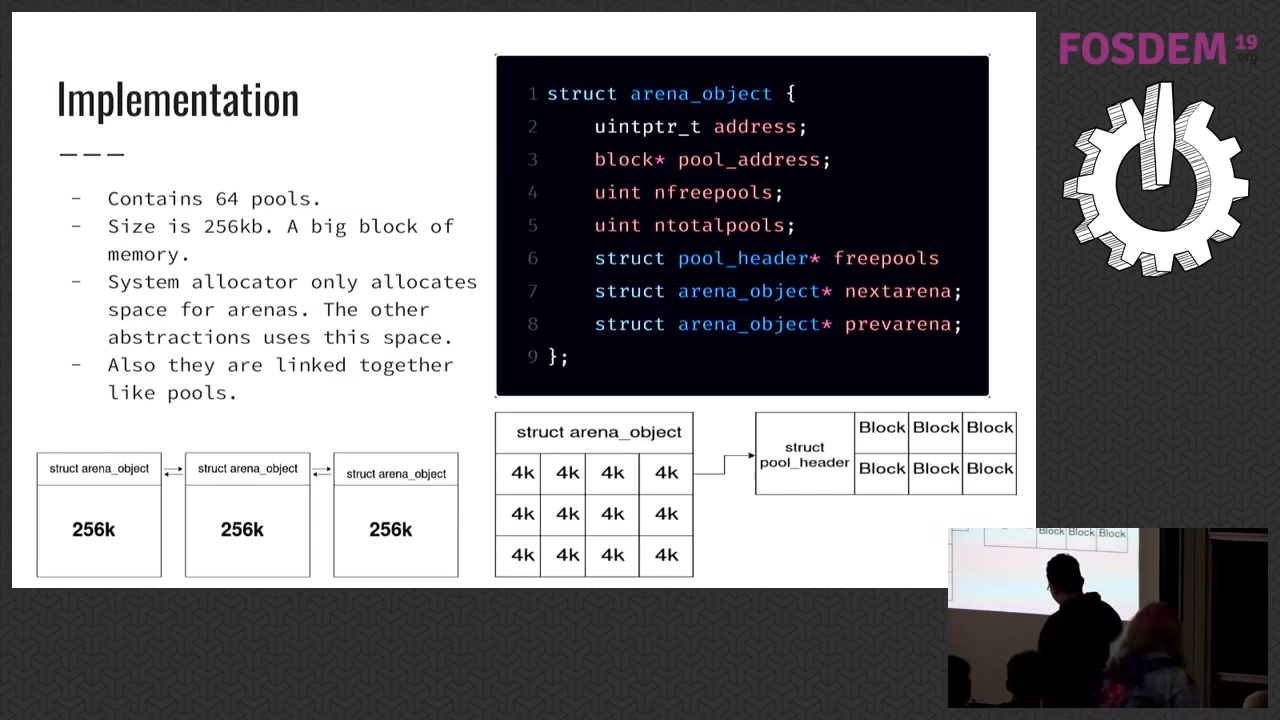 Implementation
- Contains 64 pools.
- Size is 256kb. A big block of
memory.
- System allocator only allocates
space for arenas. The other
abstractions uses this space.
- Also they are linked together
like pools.
1 struct arena_object {
2 uintptr_t address;
3 block* pool_address;
4 uint nfreepools;
5 uint ntotalpools;
6 struct pool_header* freepools
7 struct arena_object* nextarena;
8 struct arena_object* prevarena;
9 };
struct arena_object
256k
struct arena_object
256k
struct arena_object
256k
struct arena_object
4k 4k 4k 4k
4k 4k 4k 4k
4k 4k 4k 4k
struct
pool_header
Block Block Block
Block Block Block
FOSDEM 19
.org
Block Block Block